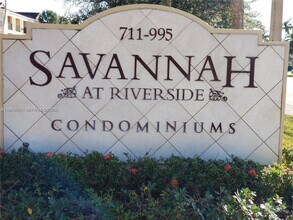 711-995
SAVANNAH
AT RIVERSIDE
CONDOMINIUMS